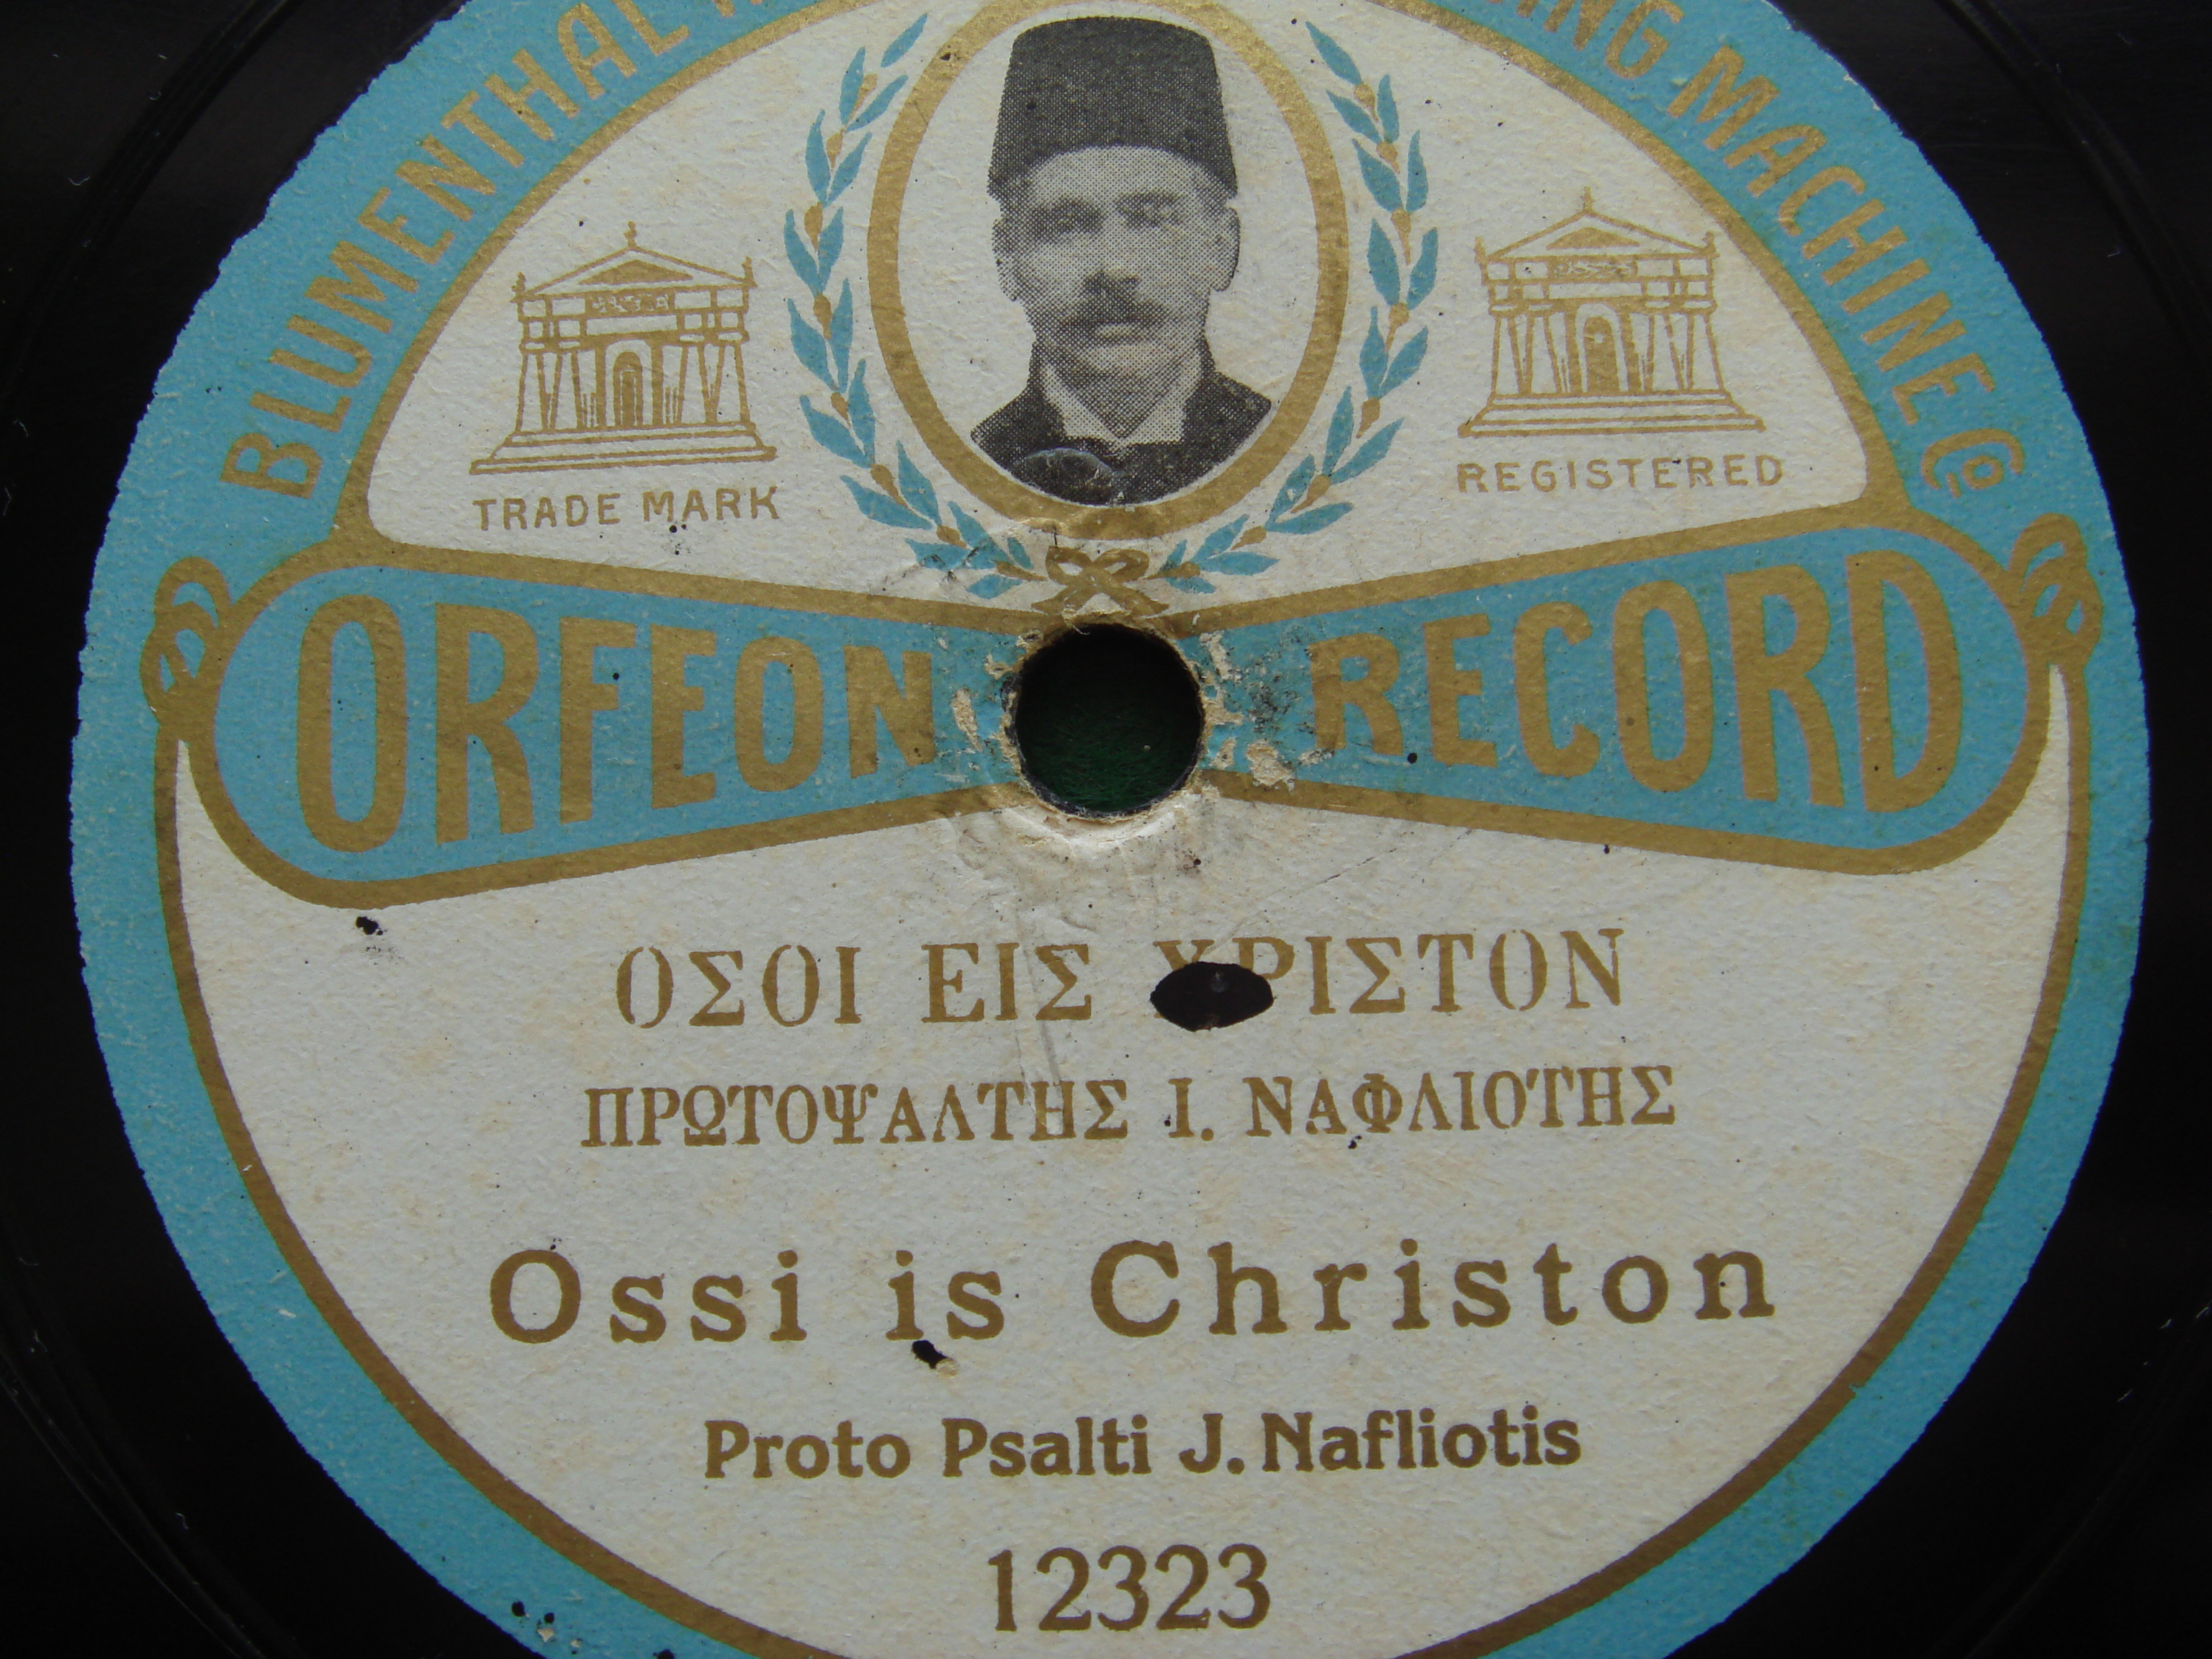 BLUMENTHAL MACHINE Co
TRADE MARK
REGISTERED
ORFEON RECORD
ΟΣΟΙ ΕΙΣ ΧΡΙΣΤΟΝ
ΠΡΩΤΟΨΑΛΤΗΣ Ι. ΝΑΦΛΙΟΤΗΣ
Ossi is Christon
Proto Psalti J. Nafliotis
12323